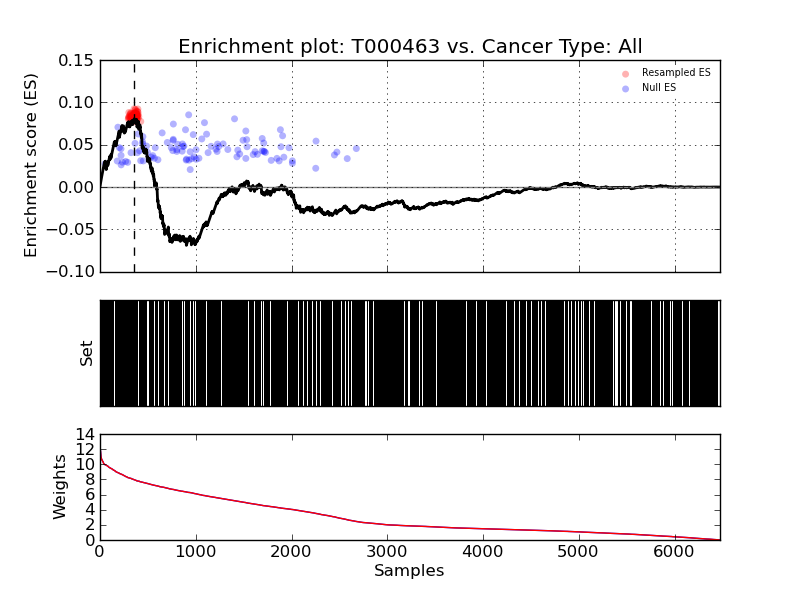 Enrichment plot: T000463 vs. Cancer Type: All
Enrichment score (ES)
0.15
0.10
0.05
0.00
−0.05
−0.10
Resampled ES
Null ES
Set
Weights
14
12
10
8
6
4
2
0
0 1000 2000 3000 4000 5000 6000
Samples